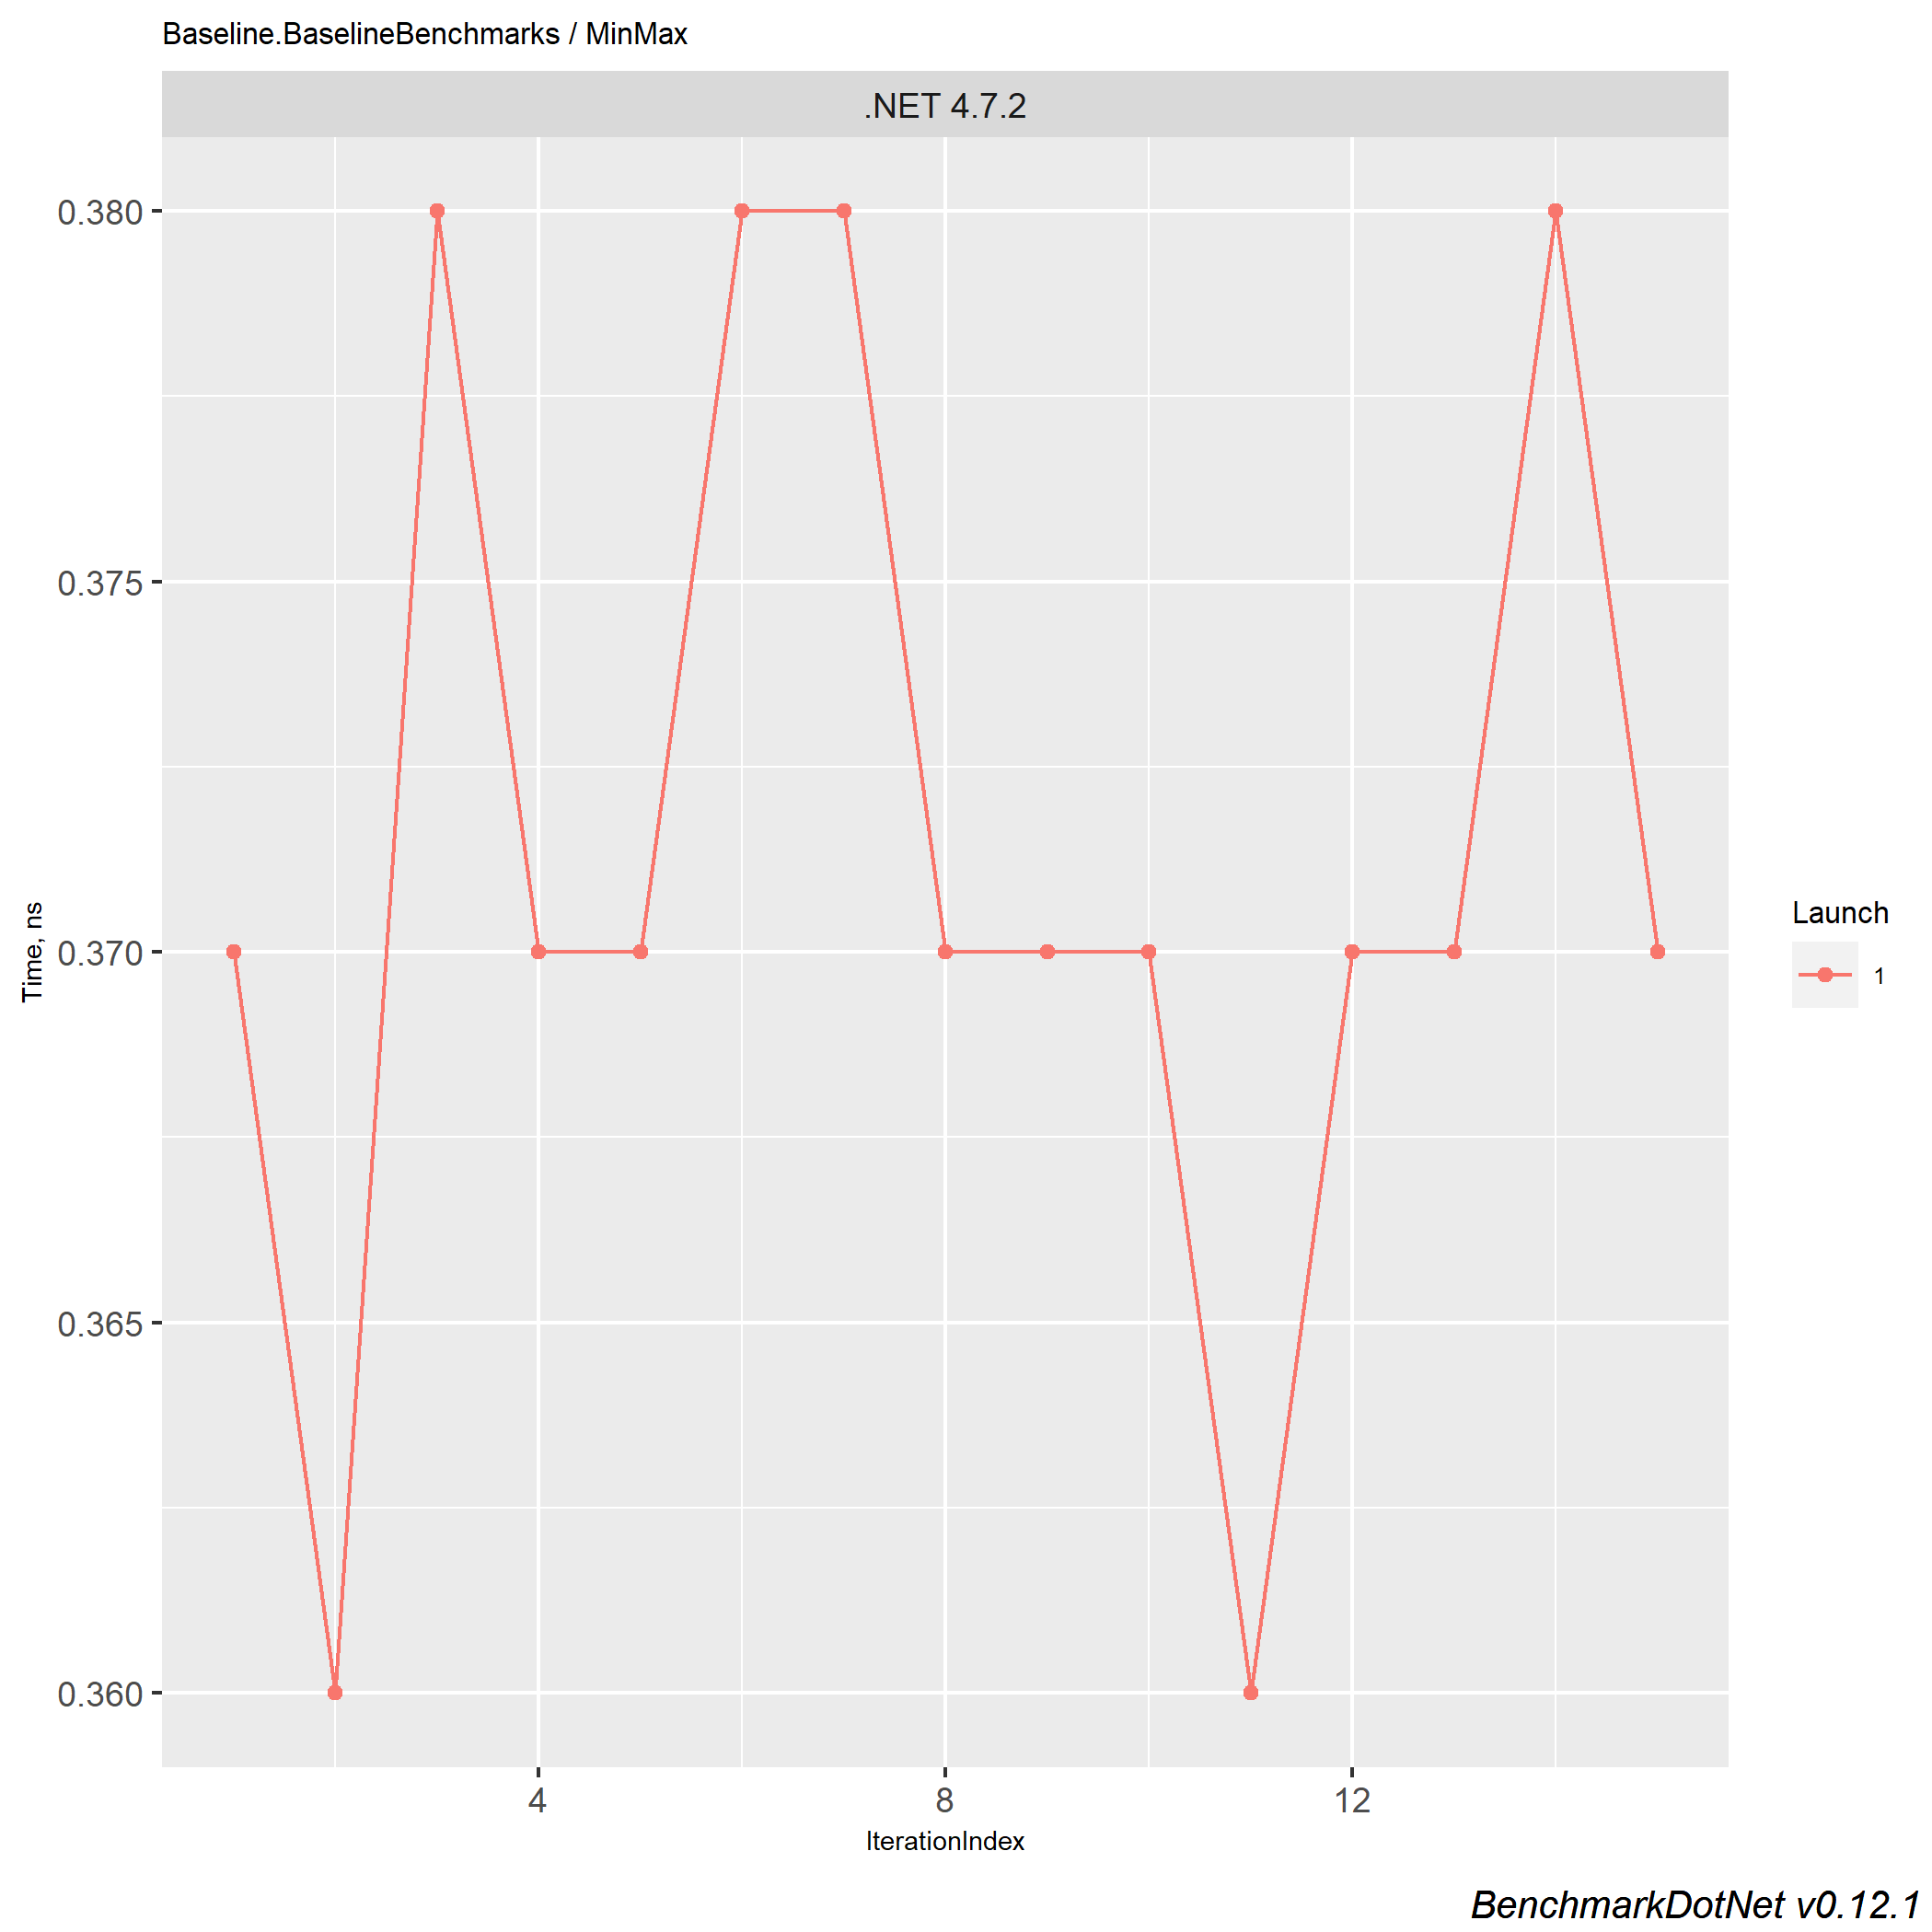 Baseline.BaselineBenchmarks / MinMax
.NET 4.7.2
0.380
0.375
0.370
0.365
0.360
Time, ns
4
8
12
IterationIndex
Launch
1
BenchmarkDotNet v0.12.1